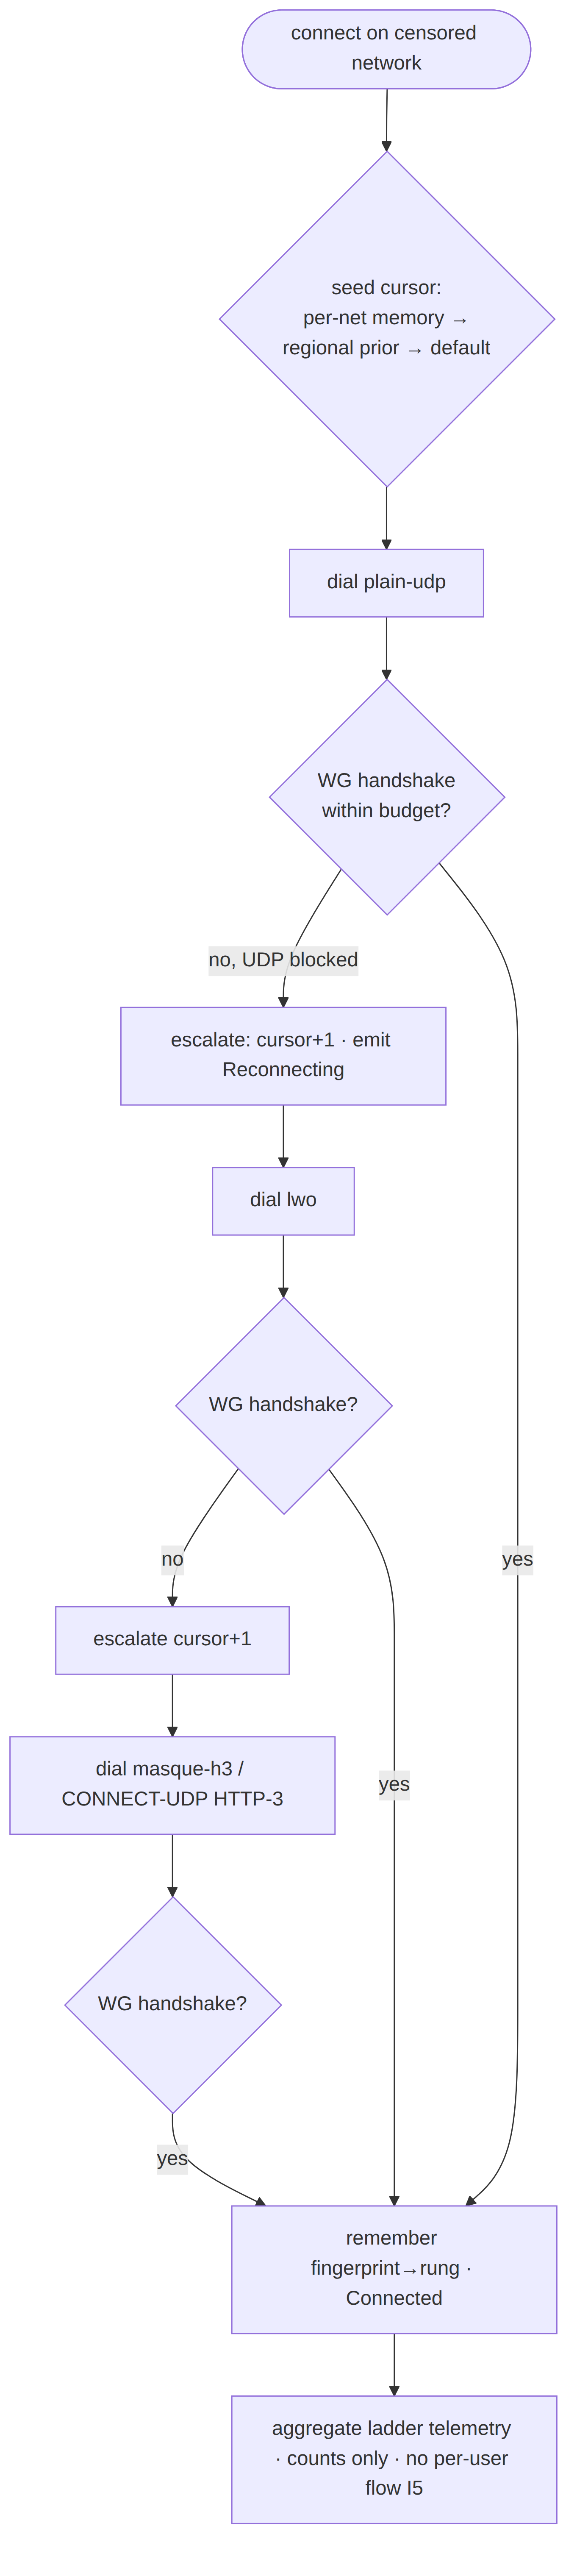 connect on censored
network
seed cursor:
per-net memory →
regional prior → default
dial plain-udp
WG handshake
within budget?
no, UDP blocked
escalate: cursor+1 · emit
Reconnecting
dial lwo
WG handshake?
no
yes
escalate cursor+1
dial masque-h3 /
CONNECT-UDP HTTP-3
yes
WG handshake?
yes
remember
fingerprint→rung ·
Connected
aggregate ladder telemetry
· counts only · no per-user
flow I5